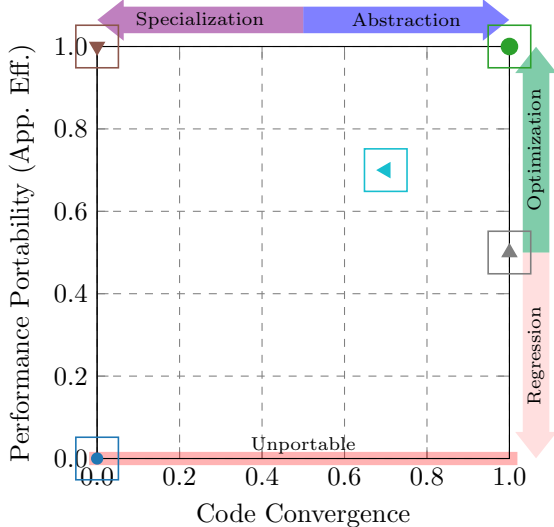 Specialization Abstraction
1.0
0.8
0.6
0.4
0.2
0.0
Performance Portability (App. Eff.)
Optimization
Regression
Unportable
0.0 0.2 0.4 0.6 0.8 1.0
Code Convergence